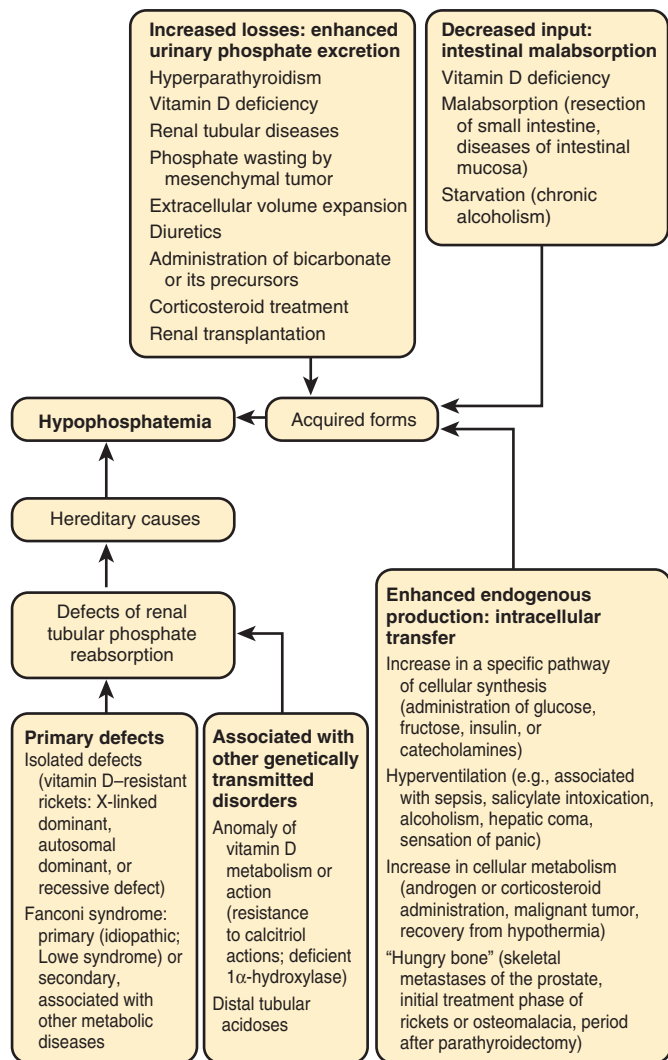 Increased losses: enhanced
urinary phosphate excretion
Hyperparathyroidism
Vitamin D deficiency
Renal tubular diseases
Phosphate wasting by
mesenchymal tumor
Extracellular volume expansion
Diuretics
Administration of bicarbonate
or its precursors
Corticosteroid treatment
Renal transplantation
Decreased input:
intestinal malabsorption
Vitamin D deficiency
Malabsorption (resection
of small intestine,
diseases of intestinal
mucosa)
Starvation (chronic
alcoholism)
Hypophosphatemia
Acquired forms
Hereditary causes
Defects of renal
tubular phosphate
reabsorption
Primary defects
Isolated defects
(vitamin D–resistant
rickets: X-linked
dominant,
autosomal
dominant, or
recessive defect)
Fanconi syndrome:
primary (idiopathic;
Lowe syndrome) or
secondary,
associated with
other metabolic
diseases
Associated with
other genetically
transmitted
disorders
Anomaly of
vitamin D
metabolism or
action
(resistance
to calcitriol
actions; deficient
1α-hydroxylase)
Distal tubular
acidoses
Enhanced endogenous
production: intracellular
transfer
Increase in a specific pathway
of cellular synthesis
(administration of glucose,
fructose, insulin, or
catecholamines)
Hyperventilation (e.g., associated
with sepsis, salicylate intoxication,
alcoholism, hepatic coma,
sensation of panic)
Increase in cellular metabolism
(androgen or corticosteroid
administration, malignant tumor,
recovery from hypothermia)
“Hungry bone” (skeletal
metastases of the prostate,
initial treatment phase of
rickets or osteomalacia, period
after parathyroidectomy)